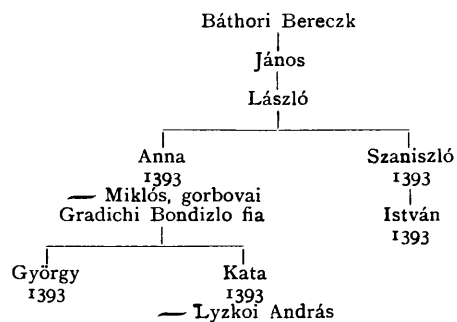 Báthori Bereczk
János
László
Anna Szaniszló
1393 1393
— Miklós, gorbovai István
Gradichi Bondizlo fia 1393
György Kata
1393 1393
— Lyzkoi András